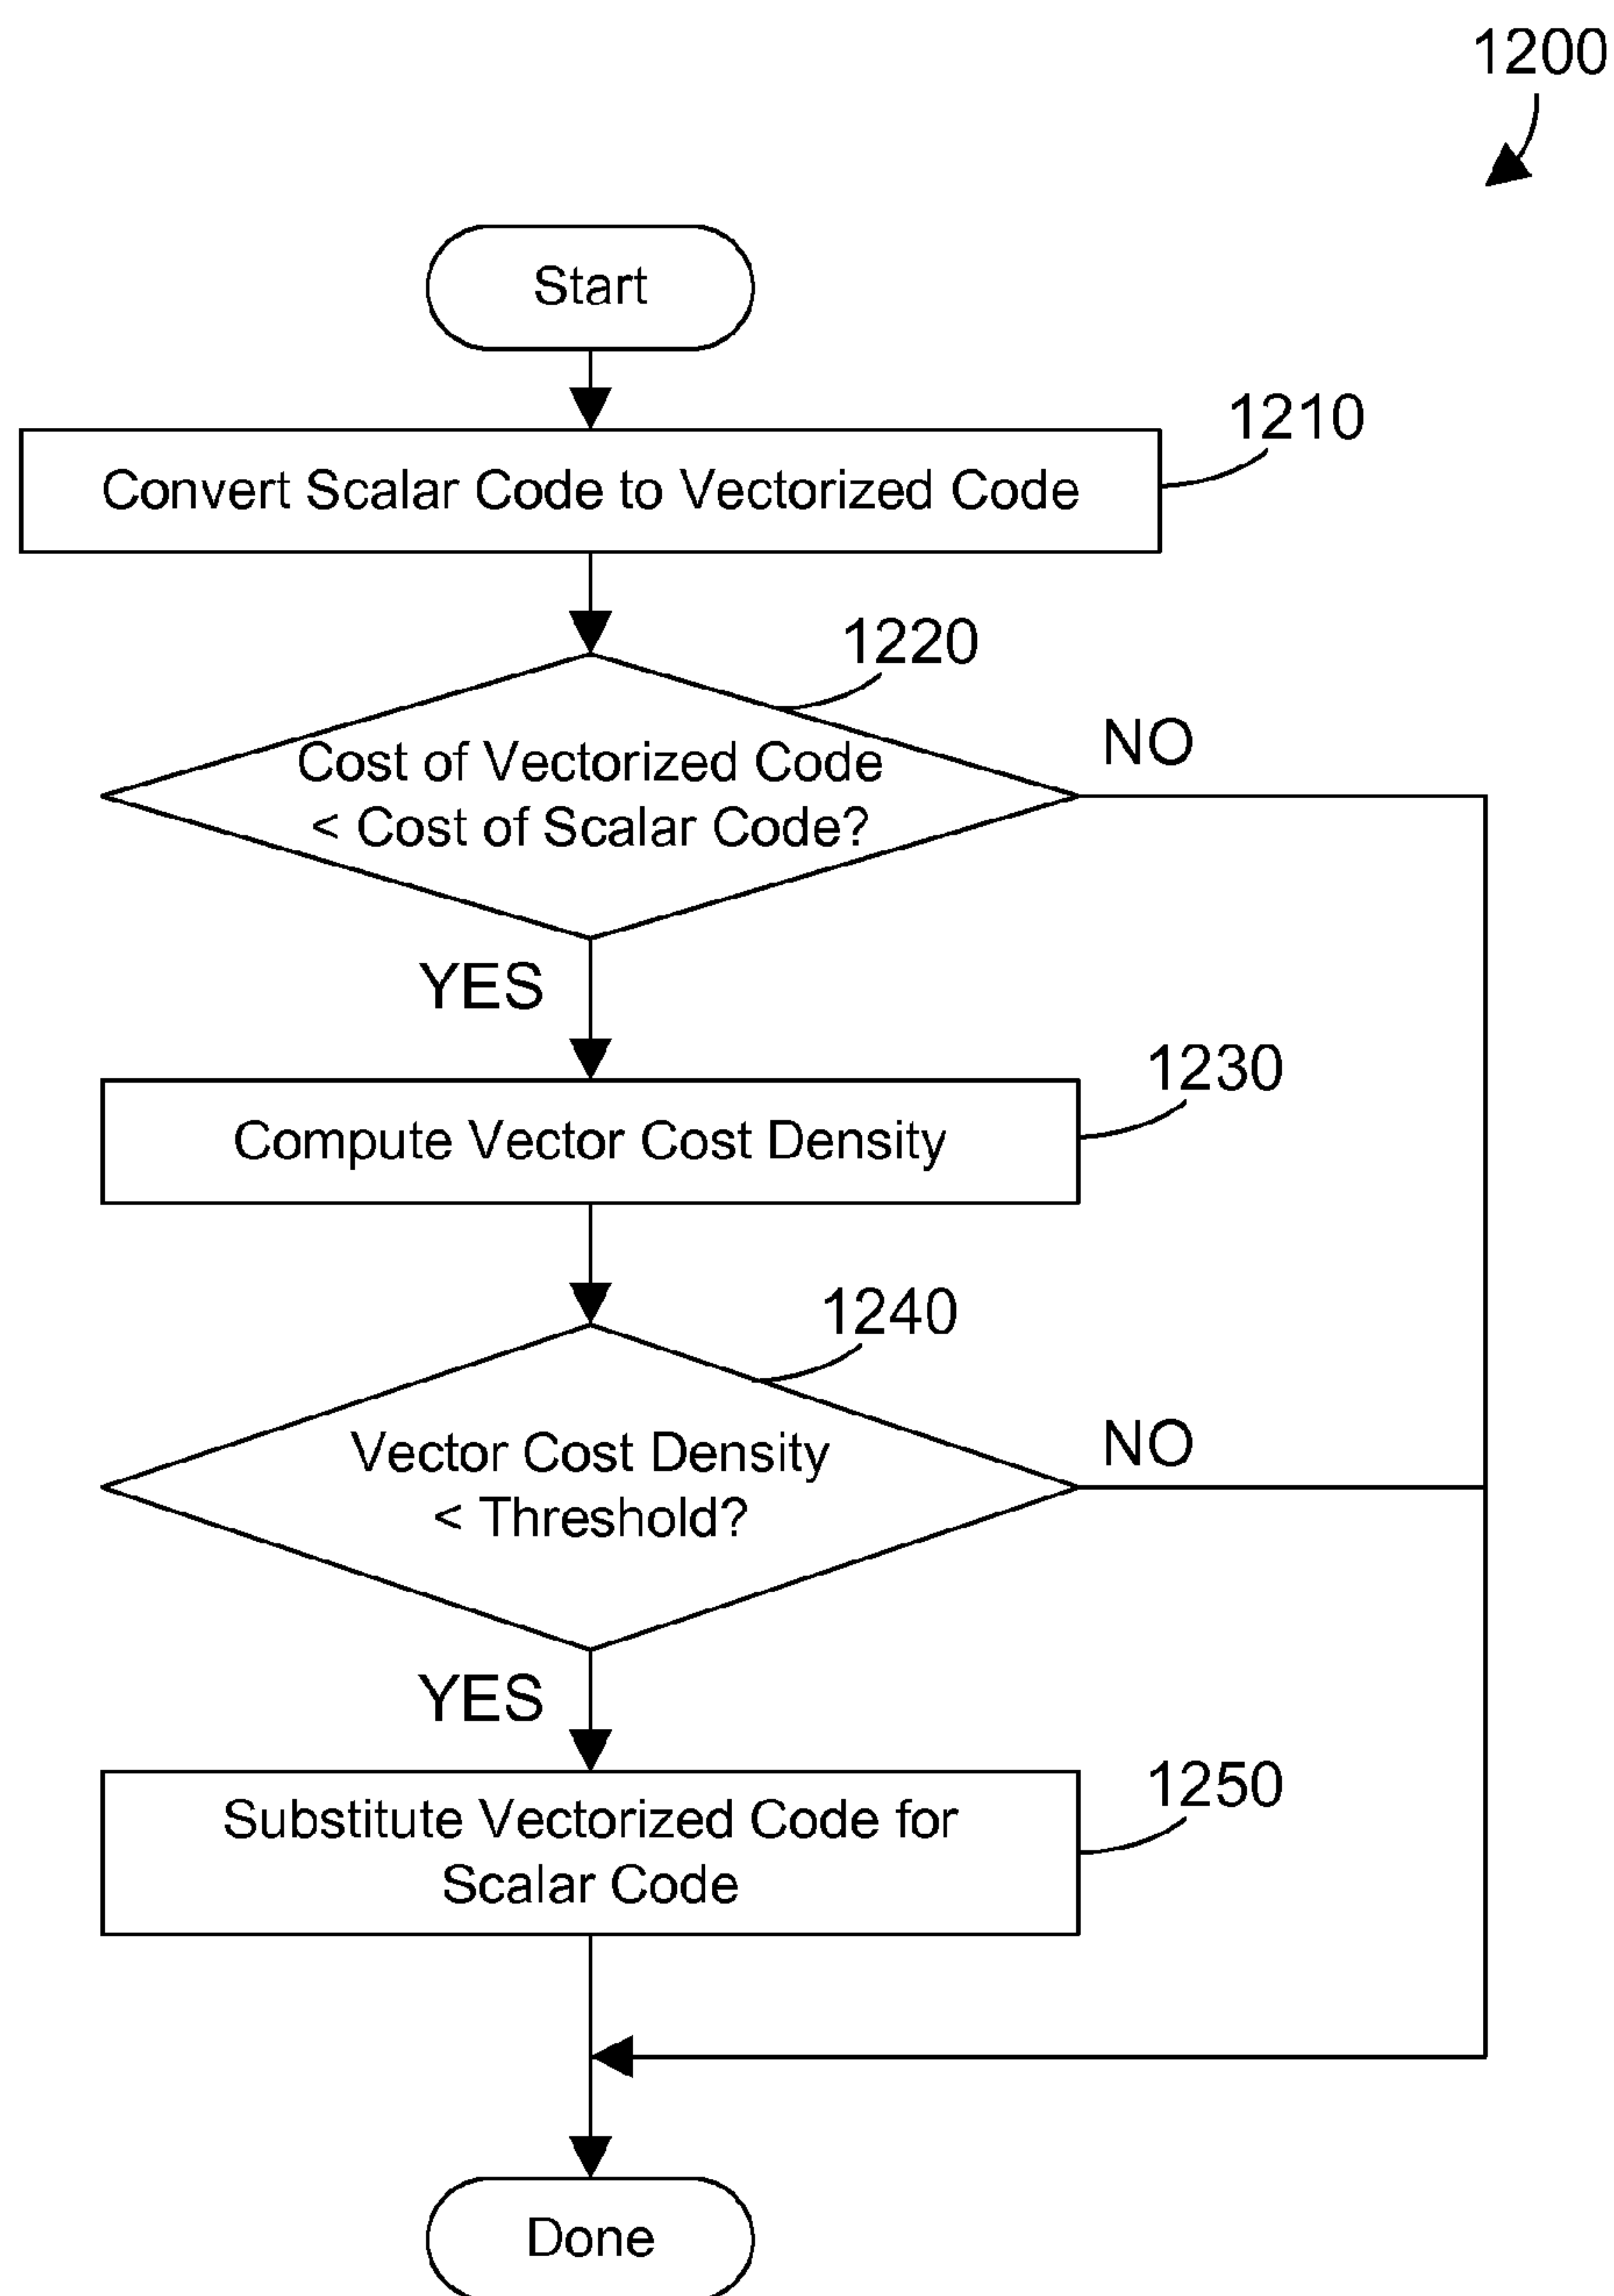 1200
Start
1210
Convert Scalar Code to Vectorized Code
1220
Cost of Vectorized Code
< Cost of Scalar Code?
NO
YES
1230
Compute Vector Cost Density
1240
Vector Cost Density
< Threshold?
NO
YES
1250
Substitute Vectorized Code for
Scalar Code
Done